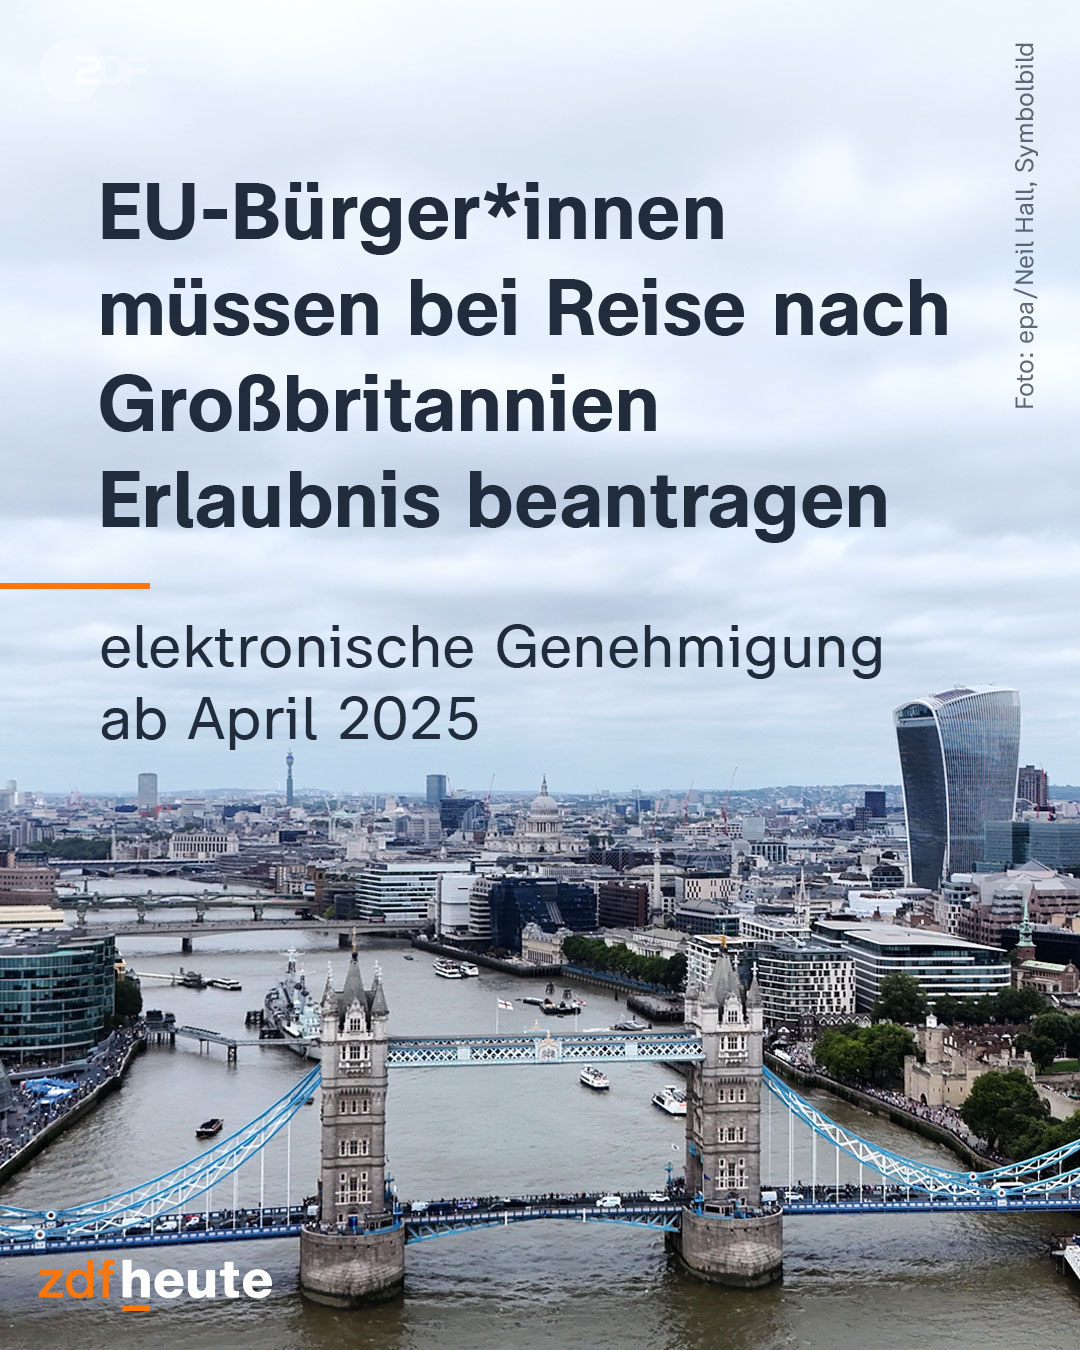 ZDF
Foto: epa/Neil Hall, Symbolbild
EU-Bürger*innen
müssen bei Reise nach
Großbritannien
Erlaubnis beantragen
elektronische Genehmigung
ab April 2025
zdfheute